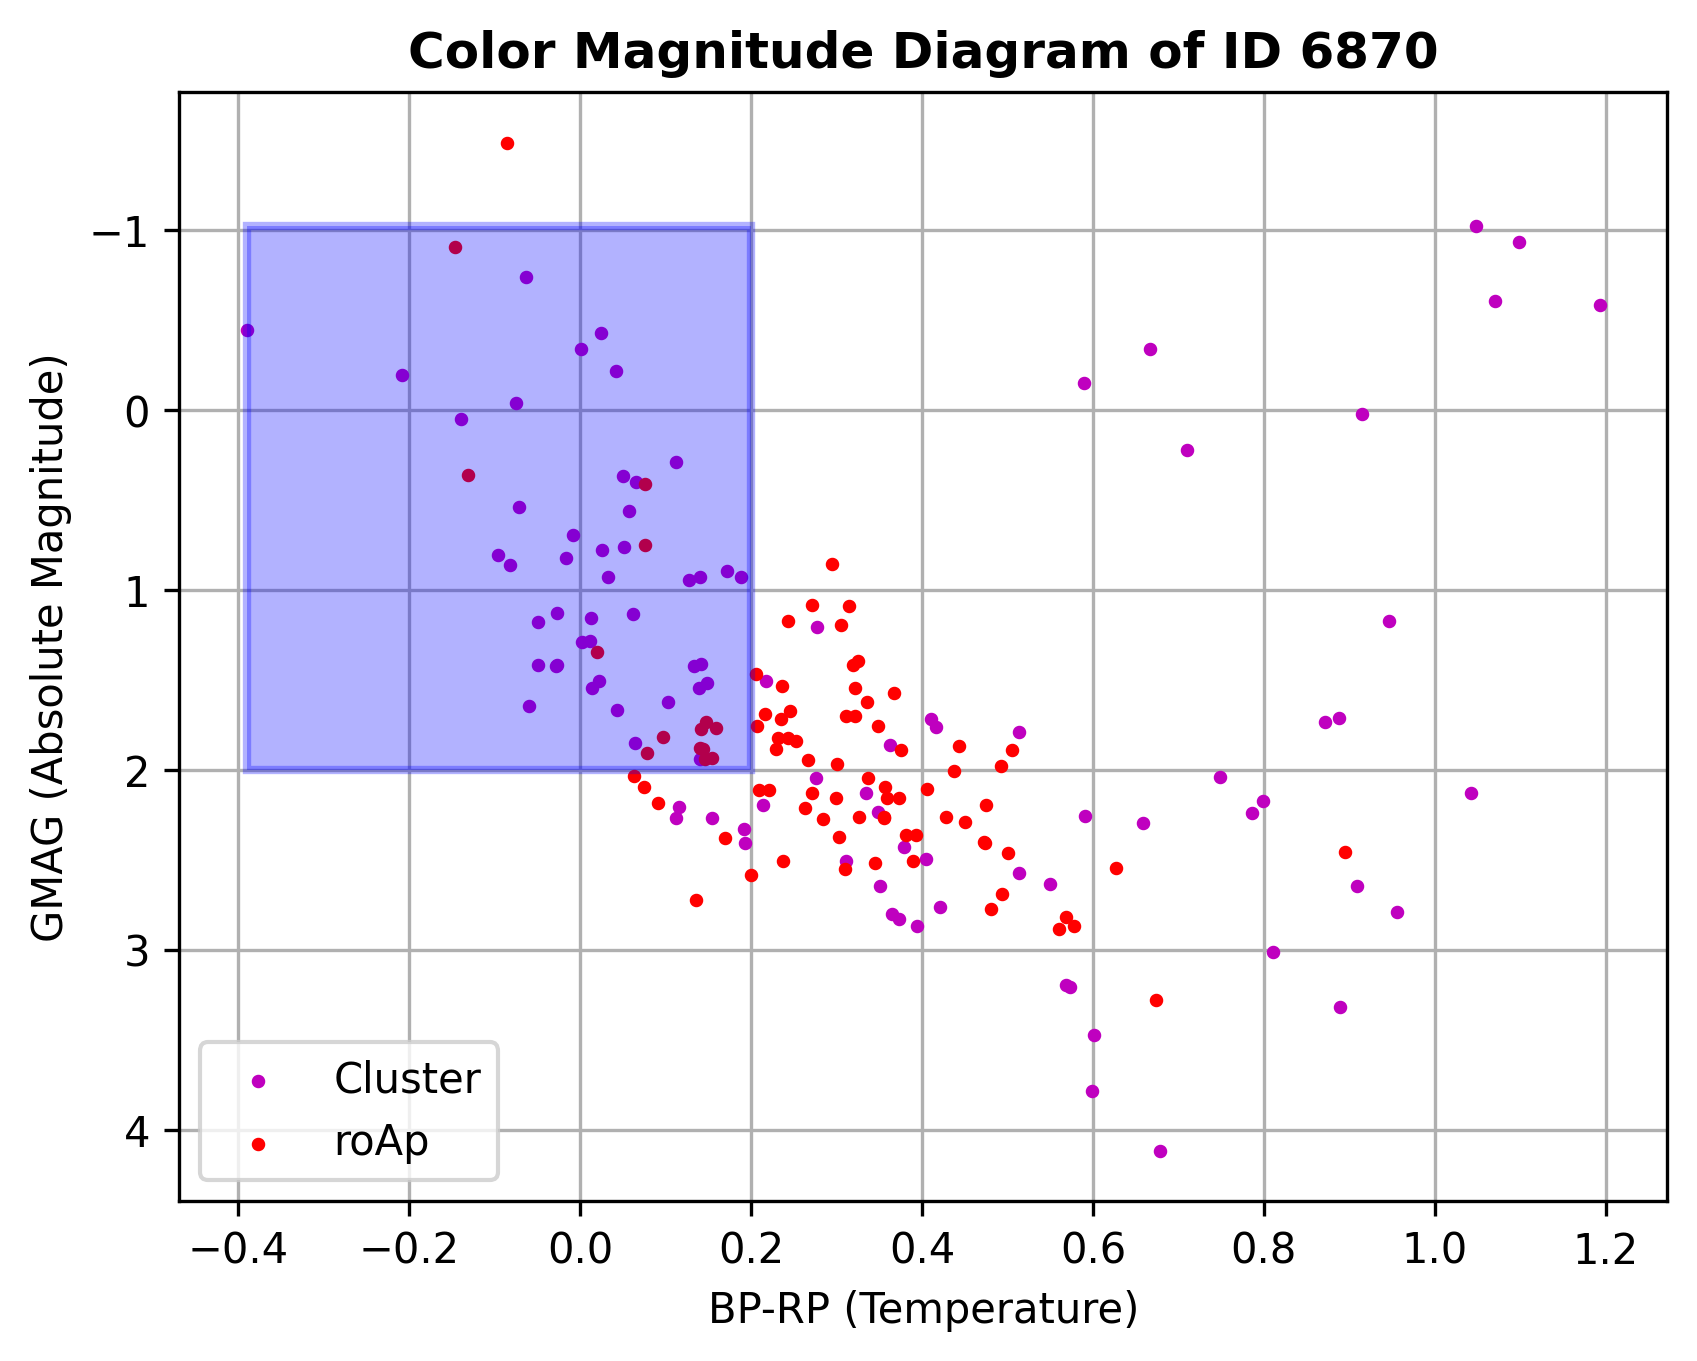 Color Magnitude Diagram of ID 6870
GMAG (Absolute Magnitude)
−1
0
1
2
3
4
Cluster
roAp
−0.4 −0.2 0.0 0.2 0.4 0.6 0.8 1.0 1.2
BP-RP (Temperature)